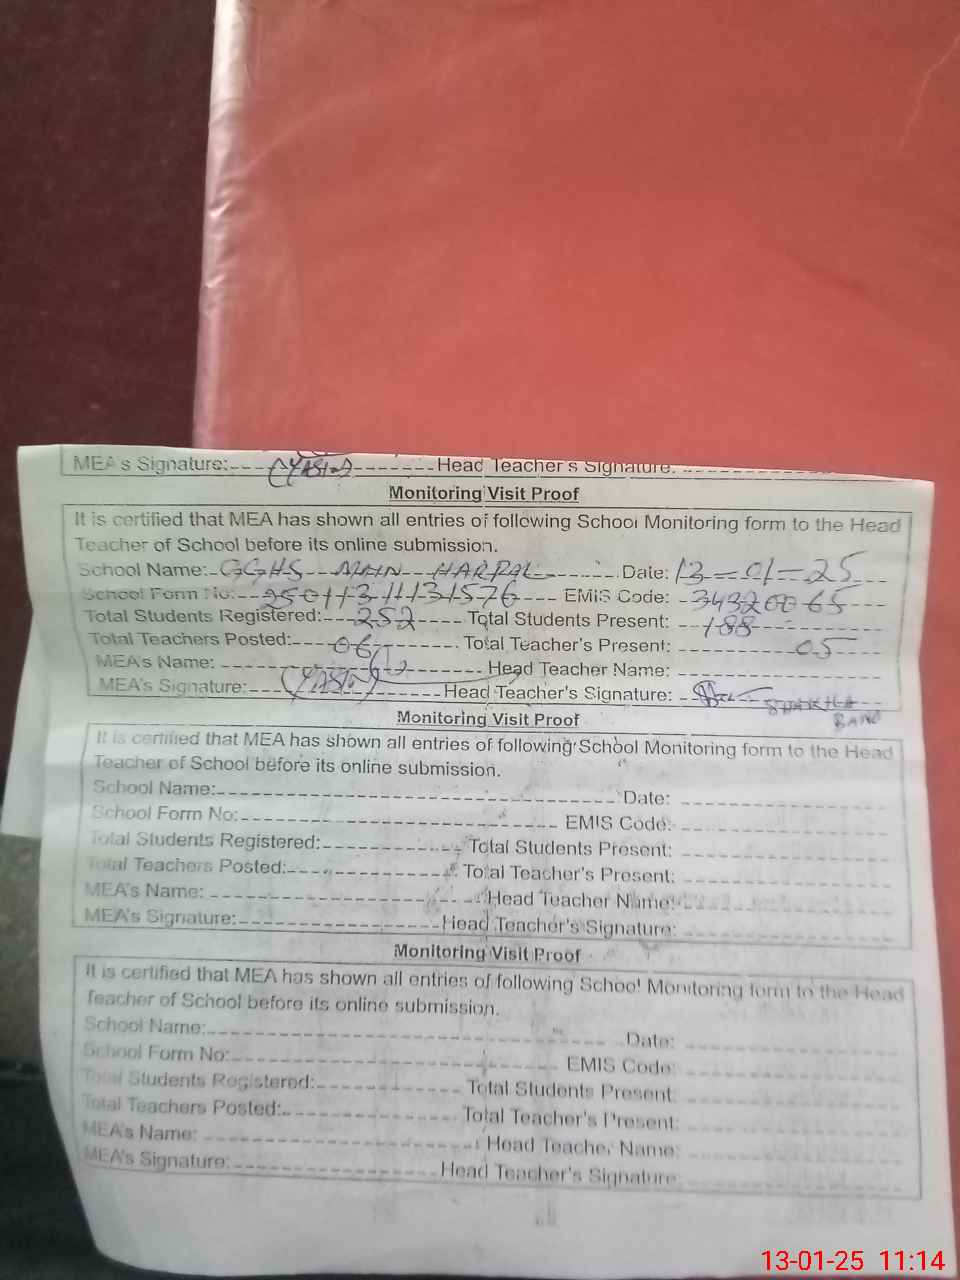 MEA's Signature:---(YASIN)-------Head Teacher's Signature: --------------
Monitoring Visit Proof
It is certified that MEA has shown all entries of following School Monitoring form to the Head
Teacher of School before its online submission.
School Name: GGHS MAIN HARPAL Date: 13-01-25
School Form No: EMIS Code: 34320065
Total Students Registered: 252 Total Students Present: 188
Total Teachers Posted: 06 Total Teacher's Present: 05
MEA's Name: Head Teacher Name:
MEA's Signature: (YASIN) Head Teacher's Signature: SHAKILA
BANO
Monitoring Visit Proof
It is certified that MEA has shown all entries of following School Monitoring form to the Head
Teacher of School before its online submission.
School Name: Date:
School Form No: EMIS Code:
Total Students Registered: Total Students Present:
Total Teachers Posted: Total Teacher's Present:
MEA's Name: Head Teacher Name:
MEA's Signature: Head Teacher's Signature:
Monitoring Visit Proof
It is certified that MEA has shown all entries of following School Monitoring form to the Head
Teacher of School before its online submission.
School Name: Date:
School Form No: EMIS Code:
Total Students Registered: Total Students Present:
Total Teachers Posted: Total Teacher's Present:
MEA's Name: Head Teacher Name:
MEA's Signature: Head Teacher's Signature:
13-01-25 11:14